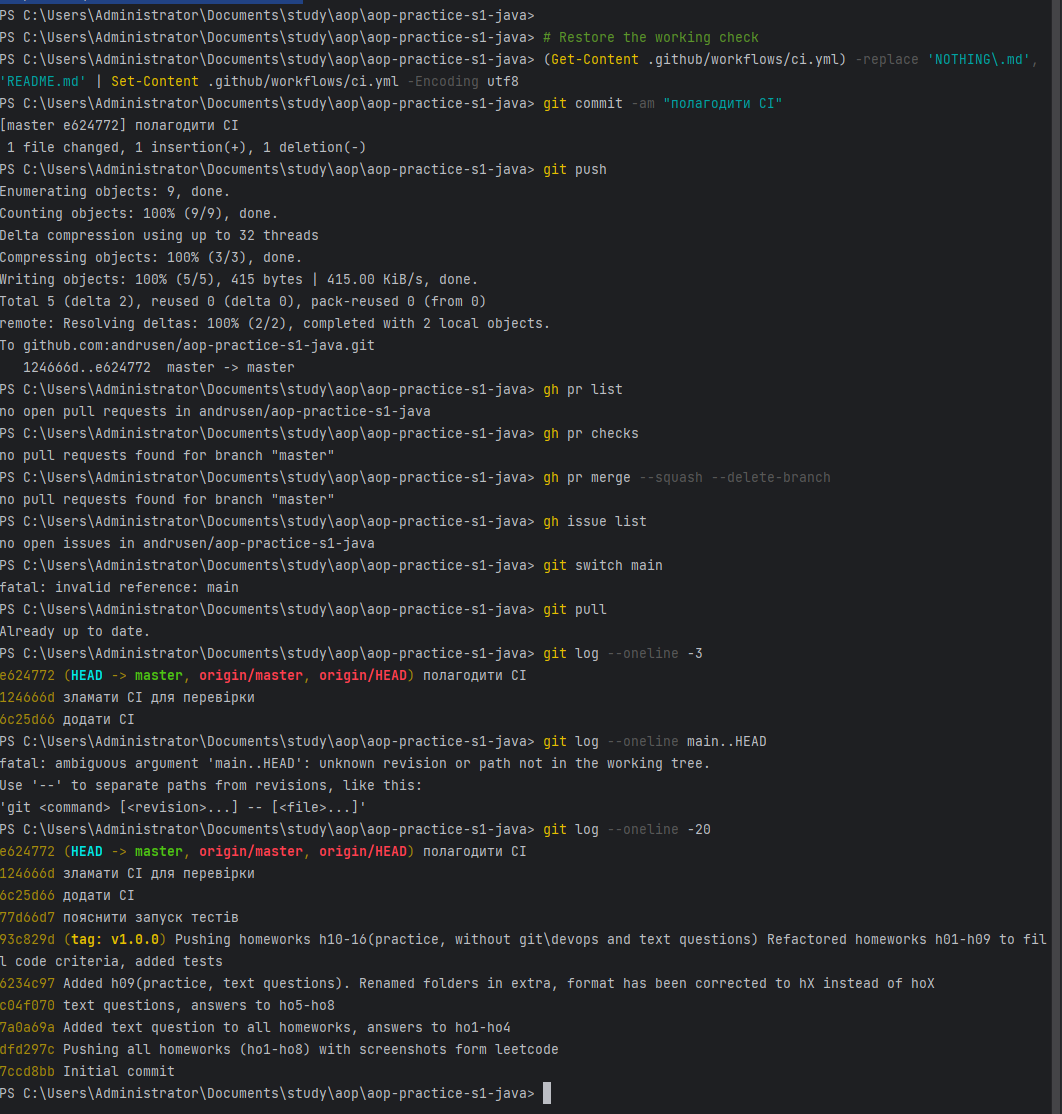 PS C:\Users\Administrator\Documents\study\aop\aop-practice-s1-java>
PS C:\Users\Administrator\Documents\study\aop\aop-practice-s1-java> # Restore the working check
PS C:\Users\Administrator\Documents\study\aop\aop-practice-s1-java> (Get-Content .github/workflows/ci.yml) -replace 'NOTHING\.md',
'README.md' | Set-Content .github/workflows/ci.yml -Encoding utf8
PS C:\Users\Administrator\Documents\study\aop\aop-practice-s1-java> git commit -am "полагодити CI"
[master e624772] полагодити CI
 1 file changed, 1 insertion(+), 1 deletion(-)
PS C:\Users\Administrator\Documents\study\aop\aop-practice-s1-java> git push
Enumerating objects: 9, done.
Counting objects: 100% (9/9), done.
Delta compression using up to 32 threads
Compressing objects: 100% (3/3), done.
Writing objects: 100% (5/5), 415 bytes | 415.00 KiB/s, done.
Total 5 (delta 2), reused 0 (delta 0), pack-reused 0 (from 0)
remote: Resolving deltas: 100% (2/2), completed with 2 local objects.
To github.com:andrusen/aop-practice-s1-java.git
   124666d..e624772  master -> master
PS C:\Users\Administrator\Documents\study\aop\aop-practice-s1-java> gh pr list
no open pull requests in andrusen/aop-practice-s1-java
PS C:\Users\Administrator\Documents\study\aop\aop-practice-s1-java> gh pr checks
no pull requests found for branch "master"
PS C:\Users\Administrator\Documents\study\aop\aop-practice-s1-java> gh pr merge --squash --delete-branch
no pull requests found for branch "master"
PS C:\Users\Administrator\Documents\study\aop\aop-practice-s1-java> gh issue list
no open issues in andrusen/aop-practice-s1-java
PS C:\Users\Administrator\Documents\study\aop\aop-practice-s1-java> git switch main
fatal: invalid reference: main
PS C:\Users\Administrator\Documents\study\aop\aop-practice-s1-java> git pull
Already up to date.
PS C:\Users\Administrator\Documents\study\aop\aop-practice-s1-java> git log --oneline -3
e624772 (HEAD -> master, origin/master, origin/HEAD) полагодити CI
124666d зламати CI для перевірки
6c25d66 додати CI
PS C:\Users\Administrator\Documents\study\aop\aop-practice-s1-java> git log --oneline main..HEAD
fatal: ambiguous argument 'main..HEAD': unknown revision or path not in the working tree.
Use '--' to separate paths from revisions, like this:
'git <command> [<revision>...] -- [<file>...]'
PS C:\Users\Administrator\Documents\study\aop\aop-practice-s1-java> git log --oneline -20
e624772 (HEAD -> master, origin/master, origin/HEAD) полагодити CI
124666d зламати CI для перевірки
6c25d66 додати CI
77d66d7 пояснити запуск тестів
93c829d (tag: v1.0.0) Pushing homeworks h10-16(practice, without git\devops and text questions) Refactored homeworks h01-h09 to fil
l code criteria, added tests
6234c97 Added h09(practice, text questions). Renamed folders in extra, format has been corrected to hX instead of hoX
c04f070 text questions, answers to ho5-ho8
7a0a69a Added text question to all homeworks, answers to ho1-ho4
dfd297c Pushing all homeworks (ho1-ho8) with screenshots form leetcode
7ccd8bb Initial commit
PS C:\Users\Administrator\Documents\study\aop\aop-practice-s1-java>